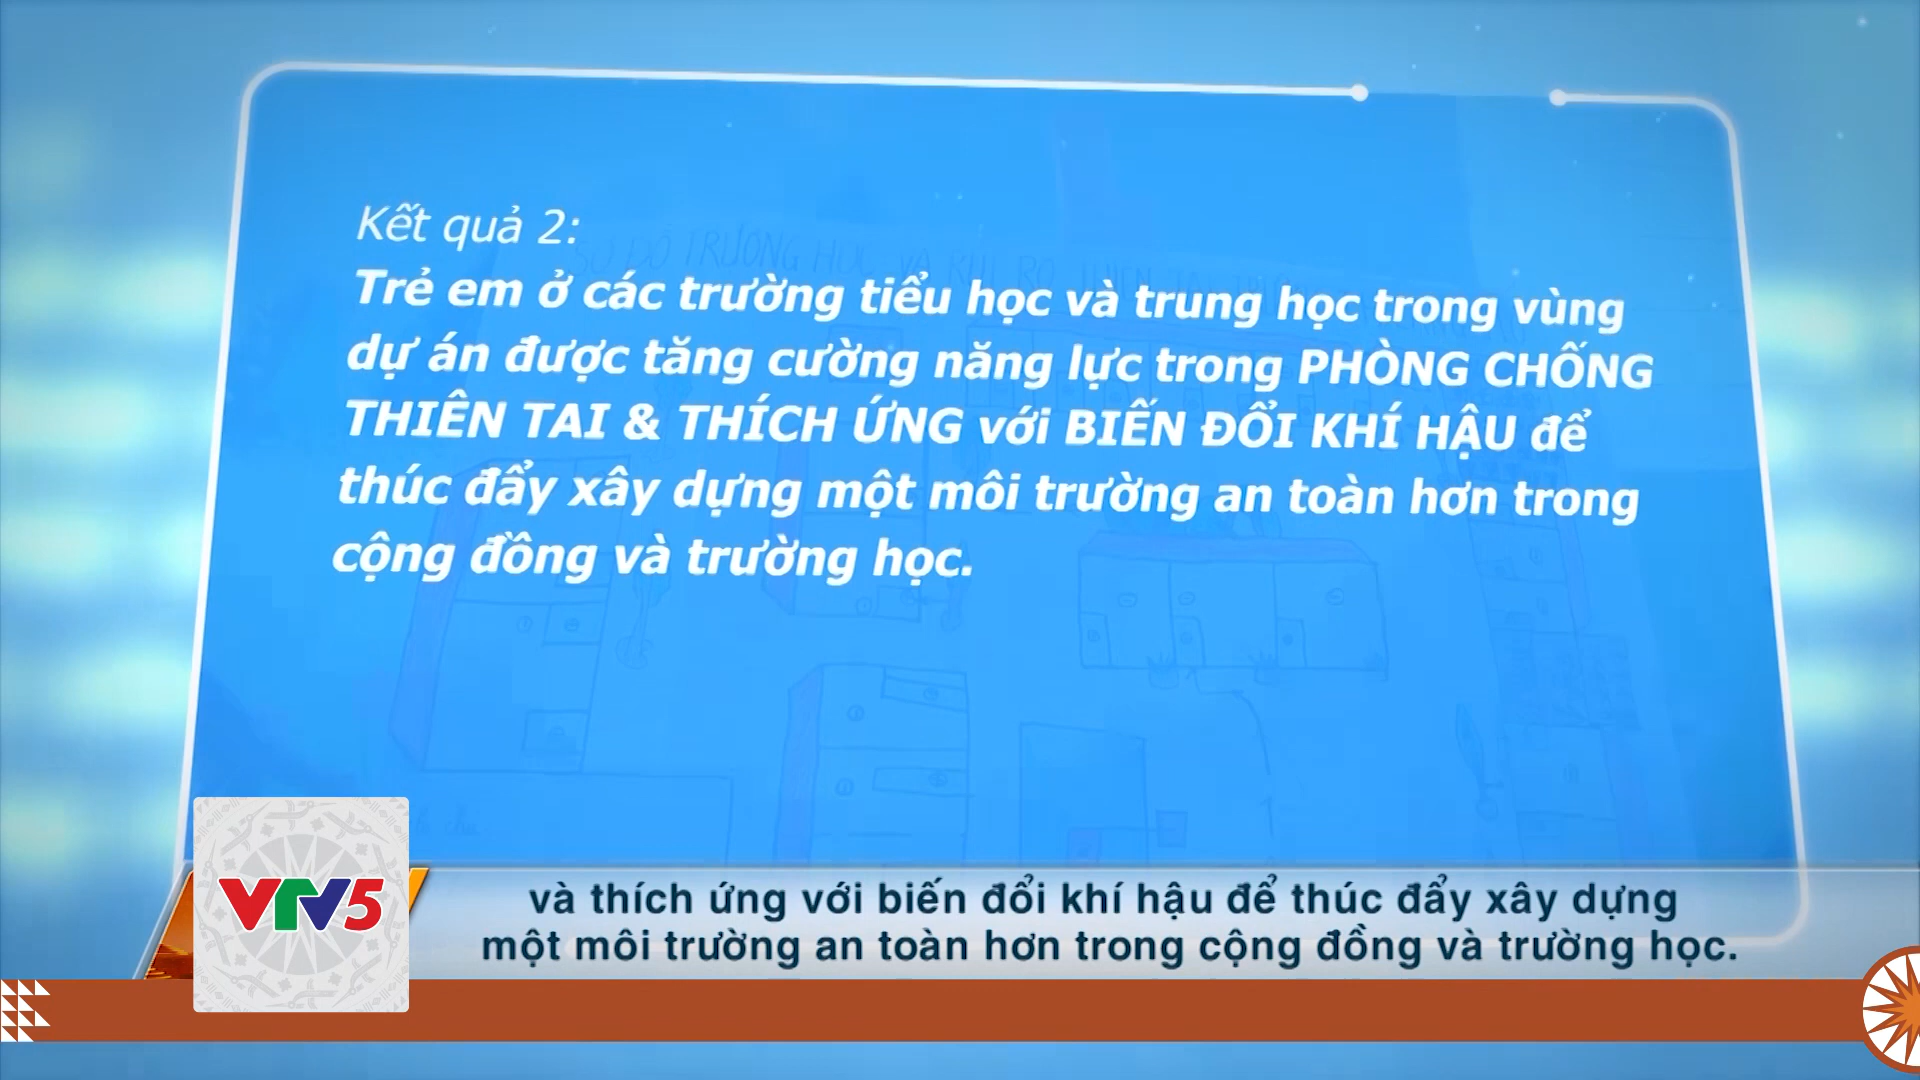 Kết quả 2:
Trẻ em ở các trường tiểu học và trung học trong vùng
dự án được tăng cường năng lực trong PHÒNG CHỐNG
THIÊN TAI & THÍCH ỨNG với BIẾN ĐỔI KHÍ HẬU để
thúc đẩy xây dựng một môi trường an toàn hơn trong
cộng đồng và trường học.
VTV5
và thích ứng với biến đổi khí hậu để thúc đẩy xây dựng
một môi trường an toàn hơn trong cộng đồng và trường học.